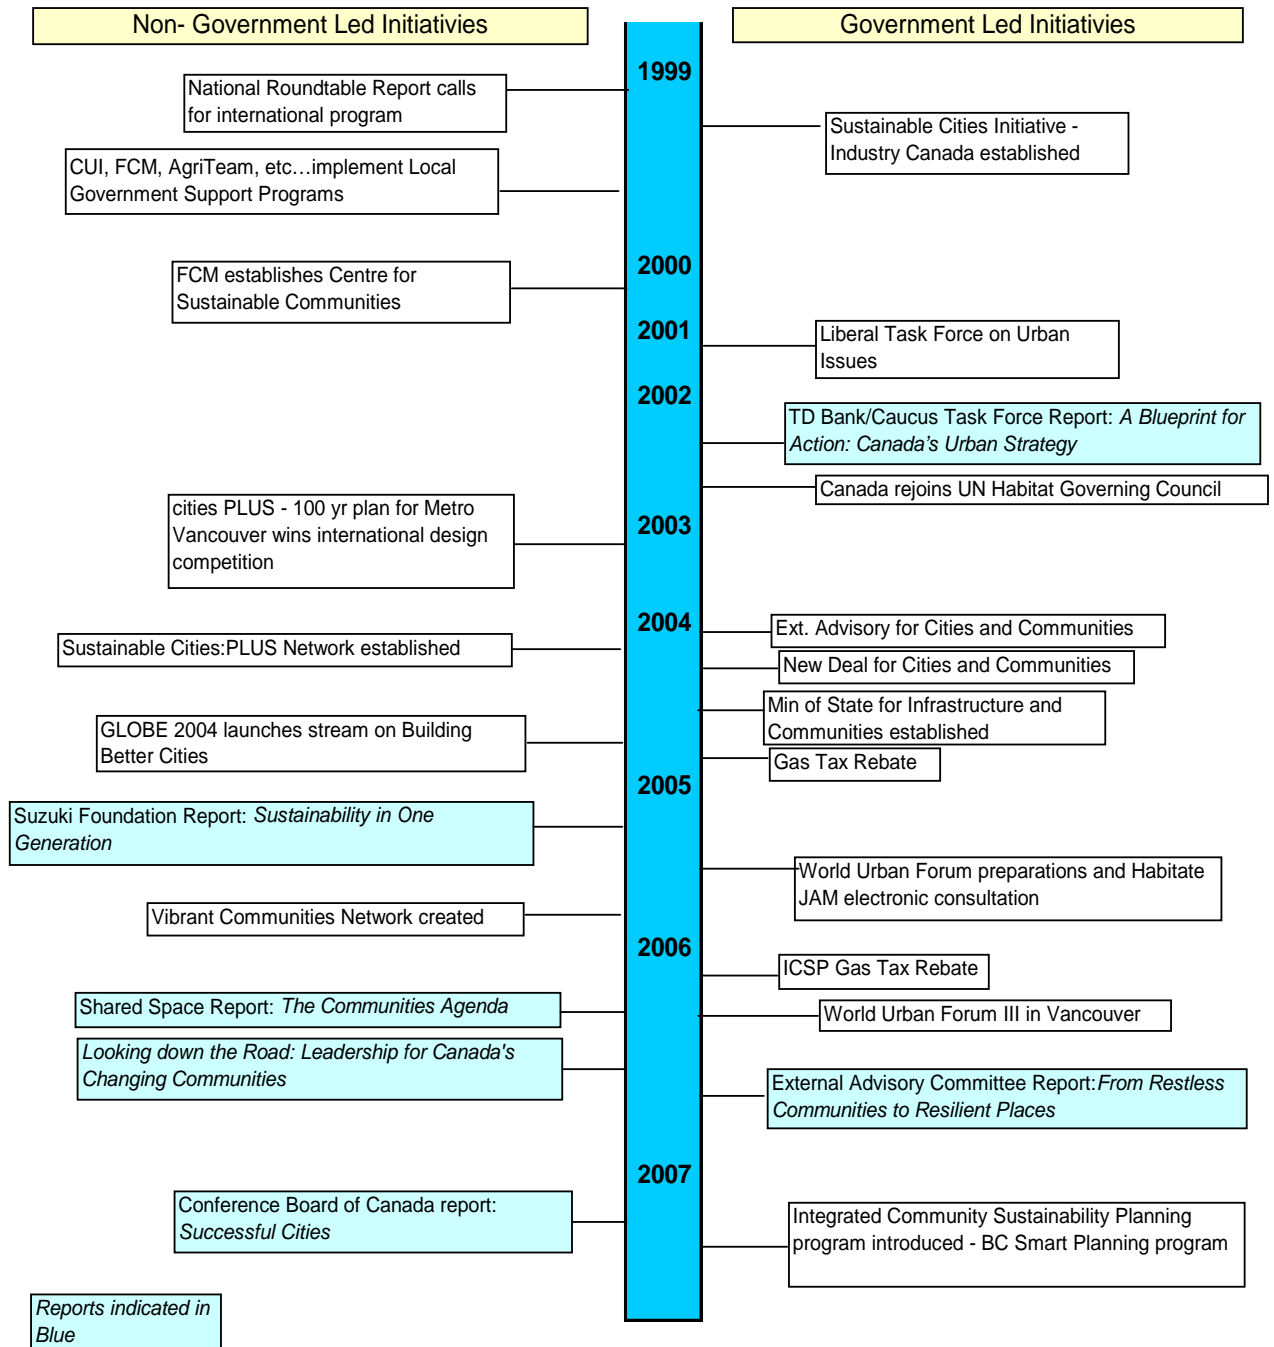 Non- Government Led Initiativies
Government Led Initiatives
1999
National Roundtable Report calls
for international program
Sustainable Cities Initiative -
Industry Canada established
CUI, FCM, AgriTeam, etc…implement Local
Government Support Programs
2000
FCM establishes Centre for
Sustainable Communities
2001
Liberal Task Force on Urban
Issues
2002
TD Bank/Caucus Task Force Report: A Blueprint for
Action: Canada's Urban Strategy
Canada rejoins UN Habitat Governing Council
cities PLUS - 100 yr plan for Metro
Vancouver wins international design
competition
2003
2004
Ext. Advisory for Cities and Communities
Sustainable Cities:PLUS Network established
New Deal for Cities and Communities
Min of State for Infrastructure and
Communities established
GLOBE 2004 launches stream on Building
Better Cities
Gas Tax Rebate
2005
Suzuki Foundation Report: Sustainability in One
Generation
World Urban Forum preparations and Habitate
JAM electronic consultation
Vibrant Communities Network created
2006
ICSP Gas Tax Rebate
Shared Space Report: The Communities Agenda
World Urban Forum III in Vancouver
Looking down the Road: Leadership for Canada's
Changing Communities
External Advisory Committee Report:From Restless
Communities to Resilient Places
2007
Conference Board of Canada report:
Successful Cities
Integrated Community Sustainability Planning
program introduced - BC Smart Planning program
Reports indicated in
Blue